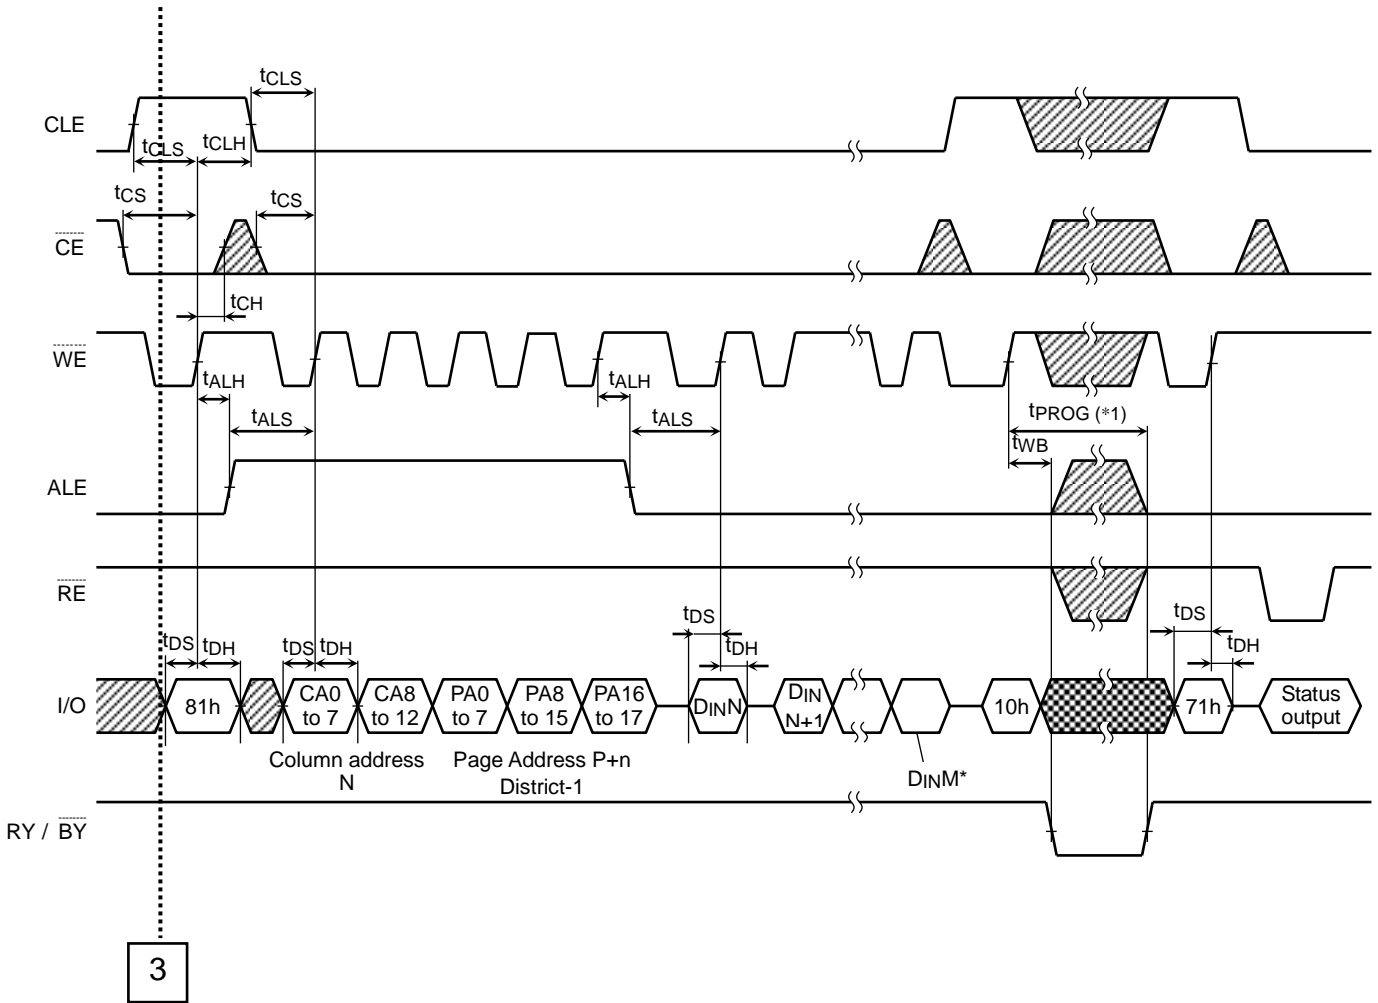 tCLS
CLE
tCLS
tCLH
tCS
tCS
CE
tCH
WE
tALH
tALH
tPROG (*1)
tALS
tALS
tWB
ALE
RE
tDS
tDS
tDH
tDS
tDH
tDH
tDS
tDH
I/O
81h
CA0 to 7
CA8 to 12
PA0 to 7
PA8 to 15
PA16 to 17
DINN
DIN N+1
10h
71h
Status output
Column address N
Page Address P+n District-1
DINM*
RY / BY
3